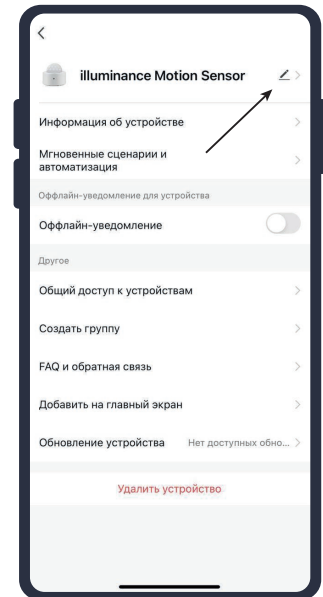 illuminance Motion Sensor
Информация об устройстве
Мгновенные сценарии и
автоматизация
Оффлайн-уведомление для устройства
Оффлайн-уведомление
Другое
Общий доступ к устройствам
Создать группу
FAQ и обратная связь
Добавить на главный экран
Обновление устройства Нет доступных обно...
Удалить устройство